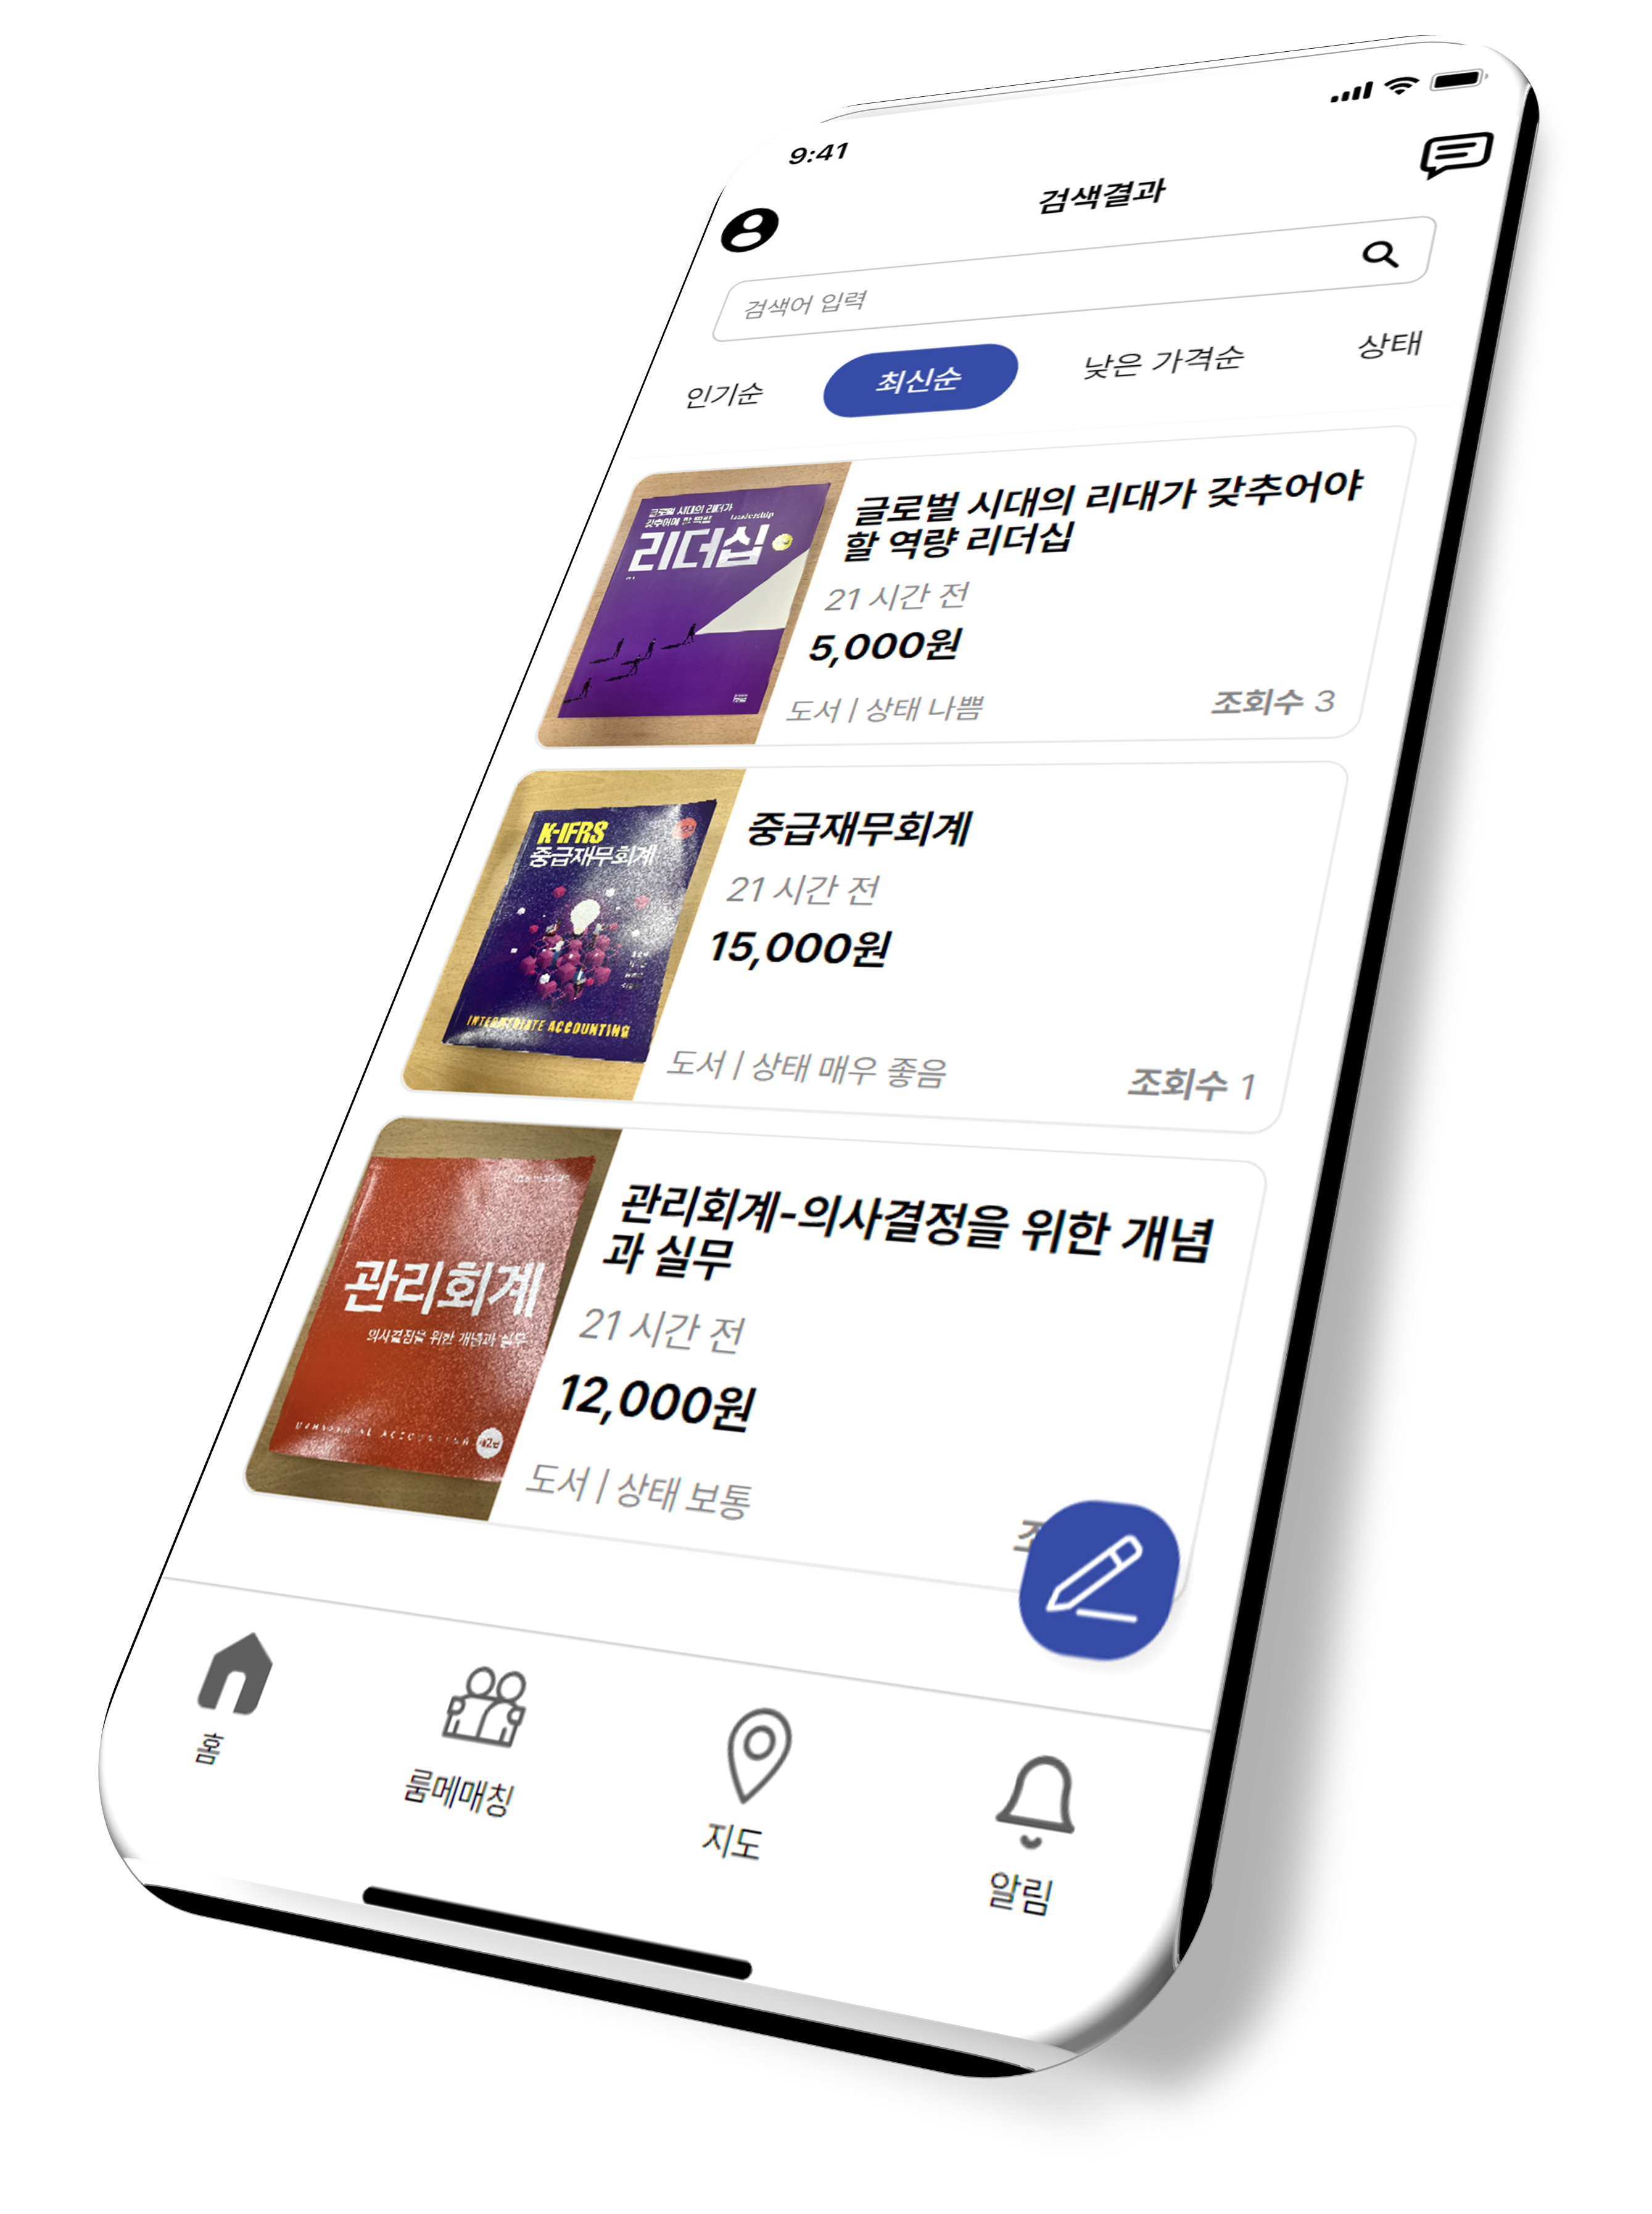 9:41
검색결과
검색어 입력
인기순 최신순 낮은 가격순 상태
글로벌 시대의 리더가
갖추어야 할 역량 Leadership
리더십
글로벌 시대의 리대가 갖추어야
할 역량 리더십
21 시간 전
5,000원
도서 | 상태 나쁨 조회수 3
K-IFRS
중급재무회계
INTERMEDIATE ACCOUNTING
중급재무회계
21 시간 전
15,000원
도서 | 상태 매우 좋음 조회수 1
관리회계
의사결정을 위한 개념과 실무
MANAGERIAL ACCOUNTING
제2판
관리회계-의사결정을 위한 개념
과 실무
21 시간 전
12,000원
도서 | 상태 보통
홈 룸메매칭 지도 알림